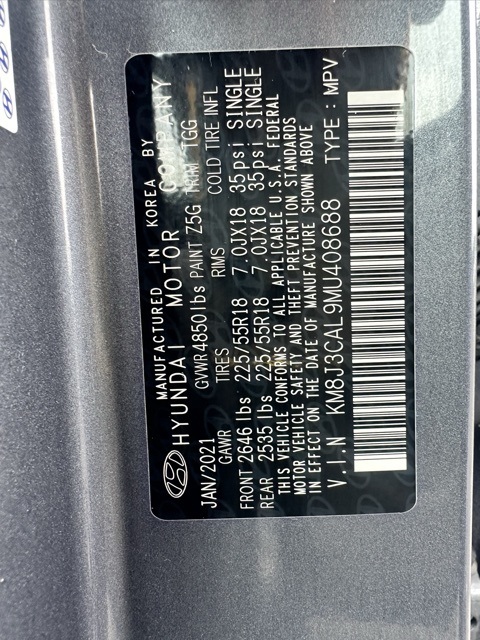 MANUFACTURED IN KOREA BY
HYUNDAI MOTOR COMPANY
JAN/2021 GVWR4850lbs PAINT Z5G TRIM TGG
GAWR TIRES RIMS COLD TIRE INFL
FRONT 2646 lbs 225/55R18 7.0JX18 35psi SINGLE
REAR 2535 lbs 225/55R18 7.0JX18 35psi SINGLE
THIS VEHICLE CONFORMS TO ALL APPLICABLE U.S.A. FEDERAL
MOTOR VEHICLE SAFETY AND THEFT PREVENTION STANDARDS
IN EFFECT ON THE DATE OF MANUFACTURE SHOWN ABOVE
V.I.N KM8J3CAL9MU408688 TYPE : MPV